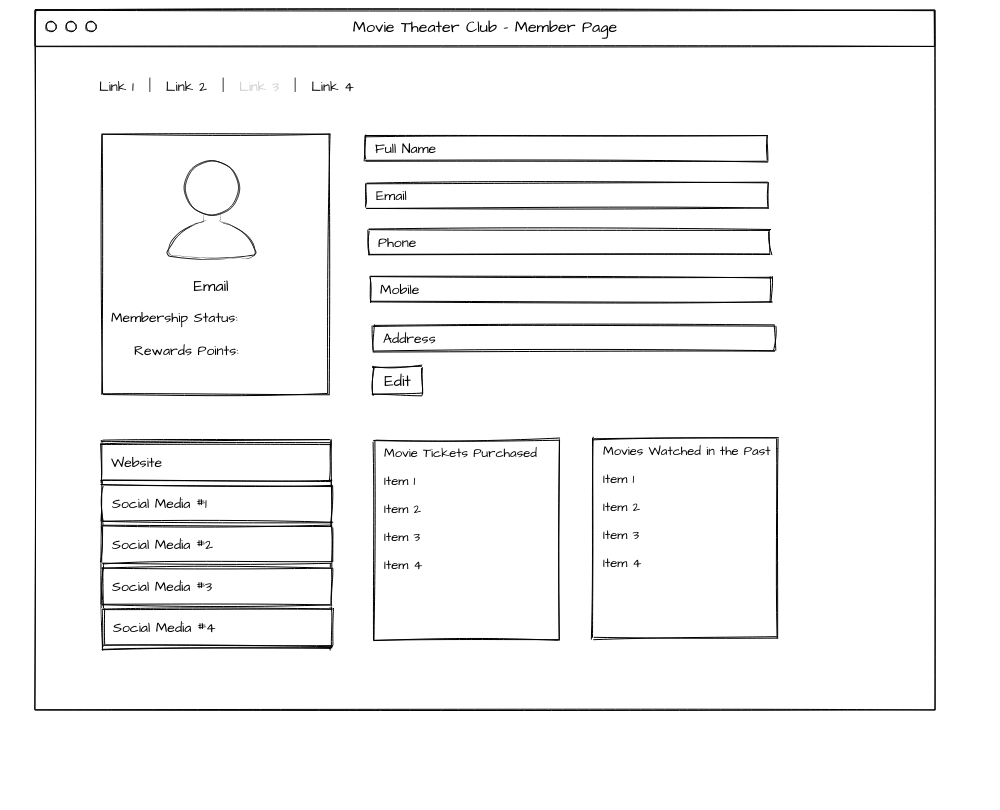 Movie Theater Club - Member Page
Link 1 | Link 2 | Link 3 | Link 4
Email
Membership Status:
Rewards Points:
Full Name
Email
Phone
Mobile
Address
Edit
Website
Social Media #1
Social Media #2
Social Media #3
Social Media #4
Movie Tickets Purchased
Item 1
Item 2
Item 3
Item 4
Movies Watched in the Past
Item 1
Item 2
Item 3
Item 4